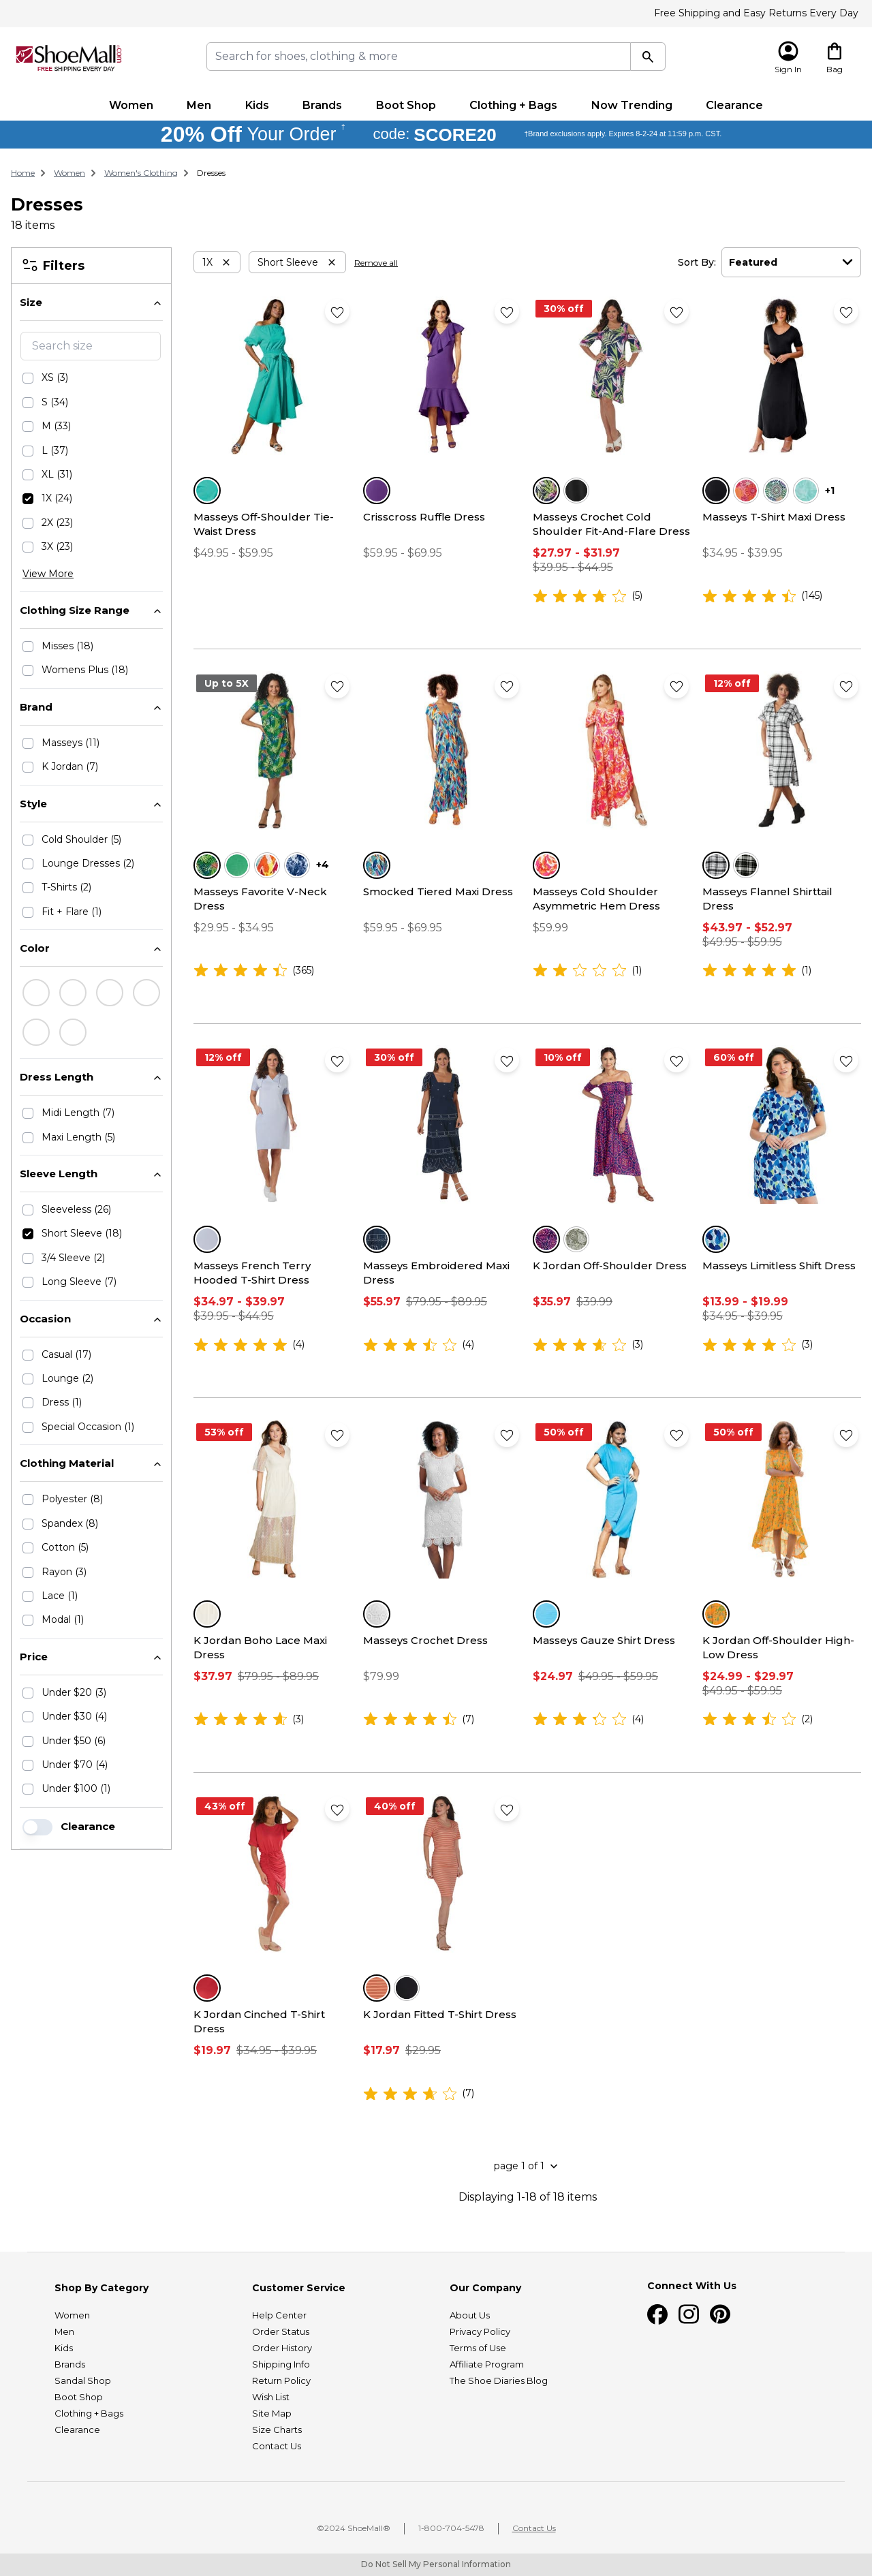 Free Shipping and Easy Returns Every Day
ShoeMall
FREE SHIPPING EVERY DAY
Search for shoes, clothing & more
Sign In
Bag
Women
Men
Kids
Brands
Boot Shop
Clothing + Bags
Now Trending
Clearance
20% Off Your Order † code: SCORE20 †Brand exclusions apply. Expires 8-2-24 at 11:59 p.m. CST.
Home > Women > Women's Clothing > Dresses
Dresses
18 items
Filters
Size
Search size
XS (3)
S (34)
M (33)
L (37)
XL (31)
1X (24)
2X (23)
3X (23)
View More
Clothing Size Range
Misses (18)
Womens Plus (18)
Brand
Masseys (11)
K Jordan (7)
Style
Cold Shoulder (5)
Lounge Dresses (2)
T-Shirts (2)
Fit + Flare (1)
Color
Dress Length
Midi Length (7)
Maxi Length (5)
Sleeve Length
Sleeveless (26)
Short Sleeve (18)
3/4 Sleeve (2)
Long Sleeve (7)
Occasion
Casual (17)
Lounge (2)
Dress (1)
Special Occasion (1)
Clothing Material
Polyester (8)
Spandex (8)
Cotton (5)
Rayon (3)
Lace (1)
Modal (1)
Price
Under $20 (3)
Under $30 (4)
Under $50 (6)
Under $70 (4)
Under $100 (1)
Clearance
1X
Short Sleeve
Remove all
Sort By:
Featured
Masseys Off-Shoulder Tie-
Waist Dress
$49.95 - $59.95
Crisscross Ruffle Dress
$59.95 - $69.95
30% off
Masseys Crochet Cold
Shoulder Fit-And-Flare Dress
$27.97 - $31.97
$39.95 - $44.95
(5)
+1
Masseys T-Shirt Maxi Dress
$34.95 - $39.95
(145)
Up to 5X
+4
Masseys Favorite V-Neck
Dress
$29.95 - $34.95
(365)
Smocked Tiered Maxi Dress
$59.95 - $69.95
Masseys Cold Shoulder
Asymmetric Hem Dress
$59.99
(1)
12% off
Masseys Flannel Shirttail
Dress
$43.97 - $52.97
$49.95 - $59.95
(1)
12% off
Masseys French Terry
Hooded T-Shirt Dress
$34.97 - $39.97
$39.95 - $44.95
(4)
30% off
Masseys Embroidered Maxi
Dress
$55.97 $79.95 - $89.95
(4)
10% off
K Jordan Off-Shoulder Dress
$35.97 $39.99
(3)
60% off
Masseys Limitless Shift Dress
$13.99 - $19.99
$34.95 - $39.95
(3)
53% off
K Jordan Boho Lace Maxi
Dress
$37.97 $79.95 - $89.95
(3)
Masseys Crochet Dress
$79.99
(7)
50% off
Masseys Gauze Shirt Dress
$24.97 $49.95 - $59.95
(4)
50% off
K Jordan Off-Shoulder High-
Low Dress
$24.99 - $29.97
$49.95 - $59.95
(2)
43% off
K Jordan Cinched T-Shirt
Dress
$19.97 $34.95 - $39.95
40% off
K Jordan Fitted T-Shirt Dress
$17.97 $29.95
(7)
page 1 of 1
Displaying 1-18 of 18 items
Shop By Category
Women
Men
Kids
Brands
Sandal Shop
Boot Shop
Clothing + Bags
Clearance
Customer Service
Help Center
Order Status
Order History
Shipping Info
Return Policy
Wish List
Site Map
Size Charts
Contact Us
Our Company
About Us
Privacy Policy
Terms of Use
Affiliate Program
The Shoe Diaries Blog
Connect With Us
©2024 ShoeMall® | 1-800-704-5478 | Contact Us
Do Not Sell My Personal Information